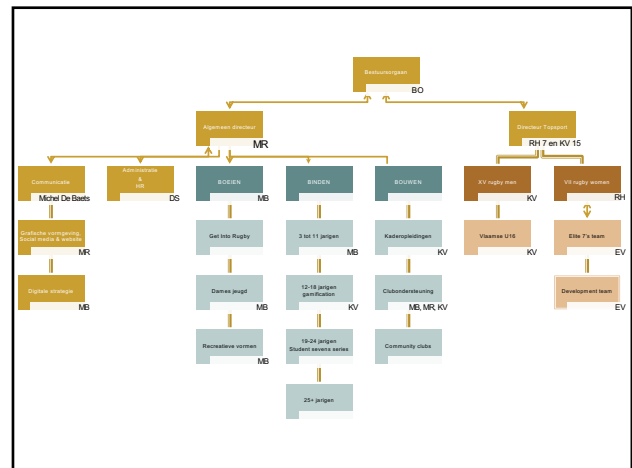 Bestuursorgaan
BO
Algemeen directeur
MR
Directeur Topsport
RH 7 en KV 15
Communicatie
Michel De Baets
Administratie
&
HR
DS
BOEIEN
MB
BINDEN
BOUWEN
XV rugby men
KV
VII rugby women
RH
Grafische vormgeving,
Social media & website
MR
Get Into Rugby
3 tot 11 jarigen
MB
Kaderopleidingen
KV
Vlaamse U16
KV
Elite 7's team
EV
Digitale strategie
MB
Dames jeugd
MB
12-18 jarigen
gamification
KV
Clubondersteuning
MB, MR, KV
Development team
EV
Recreatieve vormen
MB
19-24 jarigen
Student sevens series
Community clubs
25+ jarigen